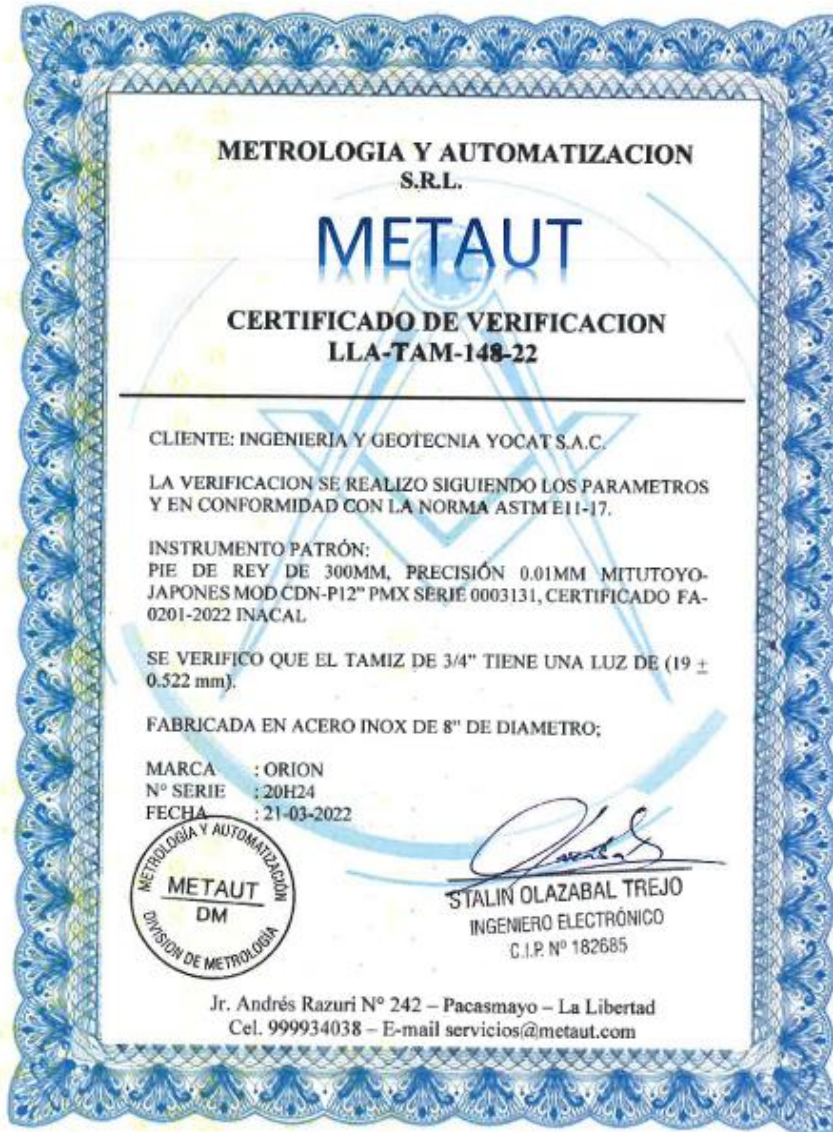 METROLOGIA Y AUTOMATIZACION
S.R.L.
METAUT
CERTIFICADO DE VERIFICACION
LLA-TAM-148-22
CLIENTE: INGENIERIA Y GEOTECNIA YOCAT S.A.C.
LA VERIFICACION SE REALIZO SIGUIENDO LOS PARAMETROS
Y EN CONFORMIDAD CON LA NORMA ASTM E11-17.
INSTRUMENTO PATRÓN:
PIE DE REY DE 300MM, PRECISIÓN 0.01MM MITUTOYO-
JAPONES MOD CDN-P12" PMX SERIE 0003131, CERTIFICADO FA-
0201-2022 INACAL
SE VERIFICO QUE EL TAMIZ DE 3/4" TIENE UNA LUZ DE (19 ±
0.522 mm).
FABRICADA EN ACERO INOX DE 8" DE DIAMETRO;
MARCA : ORION
N° SERIE : 20H24
FECHA : 21-03-2022
METROLOGÍA Y AUTOMATIZACIÓN
METAUT
DM
DIVISION DE METROLOGÍA
STALIN OLAZABAL TREJO
INGENIERO ELECTRÓNICO
C.I.P. Nº 182685
Jr. Andrés Razuri N° 242 – Pacasmayo – La Libertad
Cel. 999934038 – E-mail servicios@metaut.com